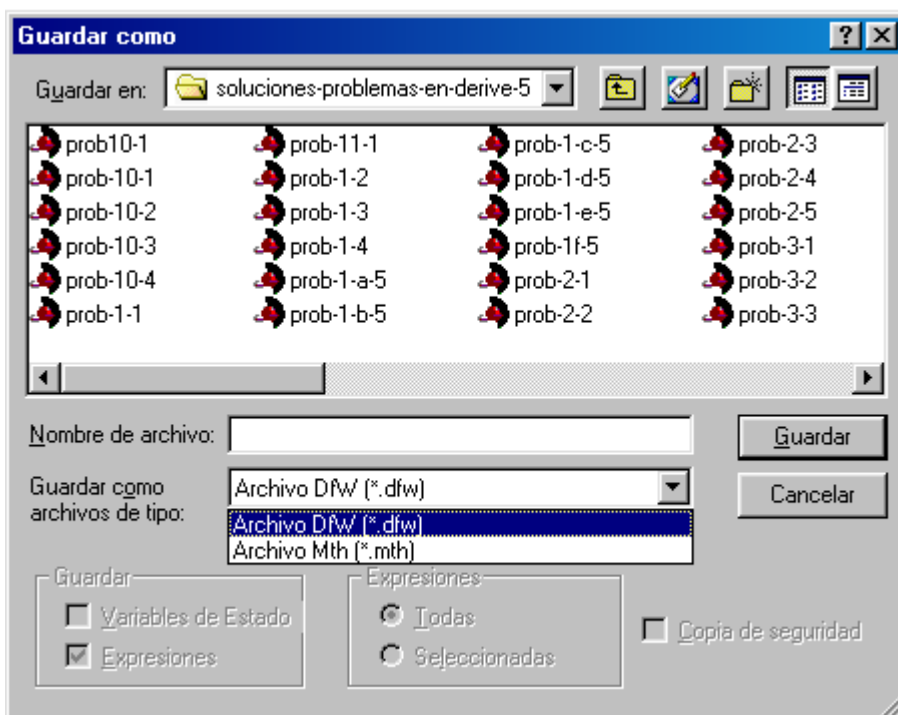 Guardar como
Guardar en: soluciones-problemas-en-derive-5
prob10-1 prob-11-1 prob-1-c-5 prob-2-3
prob-10-1 prob-1-2 prob-1-d-5 prob-2-4
prob-10-2 prob-1-3 prob-1-e-5 prob-2-5
prob-10-3 prob-1-4 prob-1f-5 prob-3-1
prob-10-4 prob-1-a-5 prob-2-1 prob-3-2
prob-1-1 prob-1-b-5 prob-2-2 prob-3-3
Nombre de archivo: Guardar
Guardar como
archivos de tipo: Archivo DfW (*.dfw) Cancelar
Archivo DfW (*.dfw)
Archivo Mth (*.mth)
Guardar Expresiones
Variables de Estado Todas Copia de seguridad
Expresiones Seleccionadas